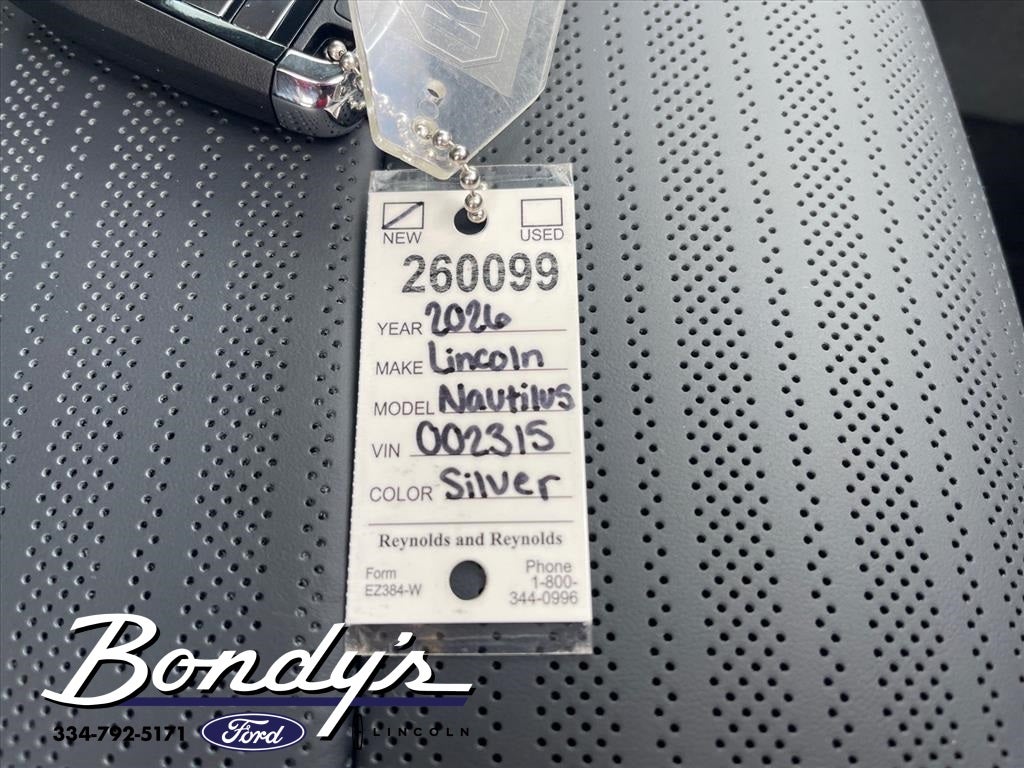 NEW USED
260099
YEAR 2026
MAKE Lincoln
MODEL Nautilus
VIN 002315
COLOR Silver
Reynolds and Reynolds
Form
EZ384-W
Phone
1-800-
344-0996
Bondy's
334-792-5171 Ford LINCOLN